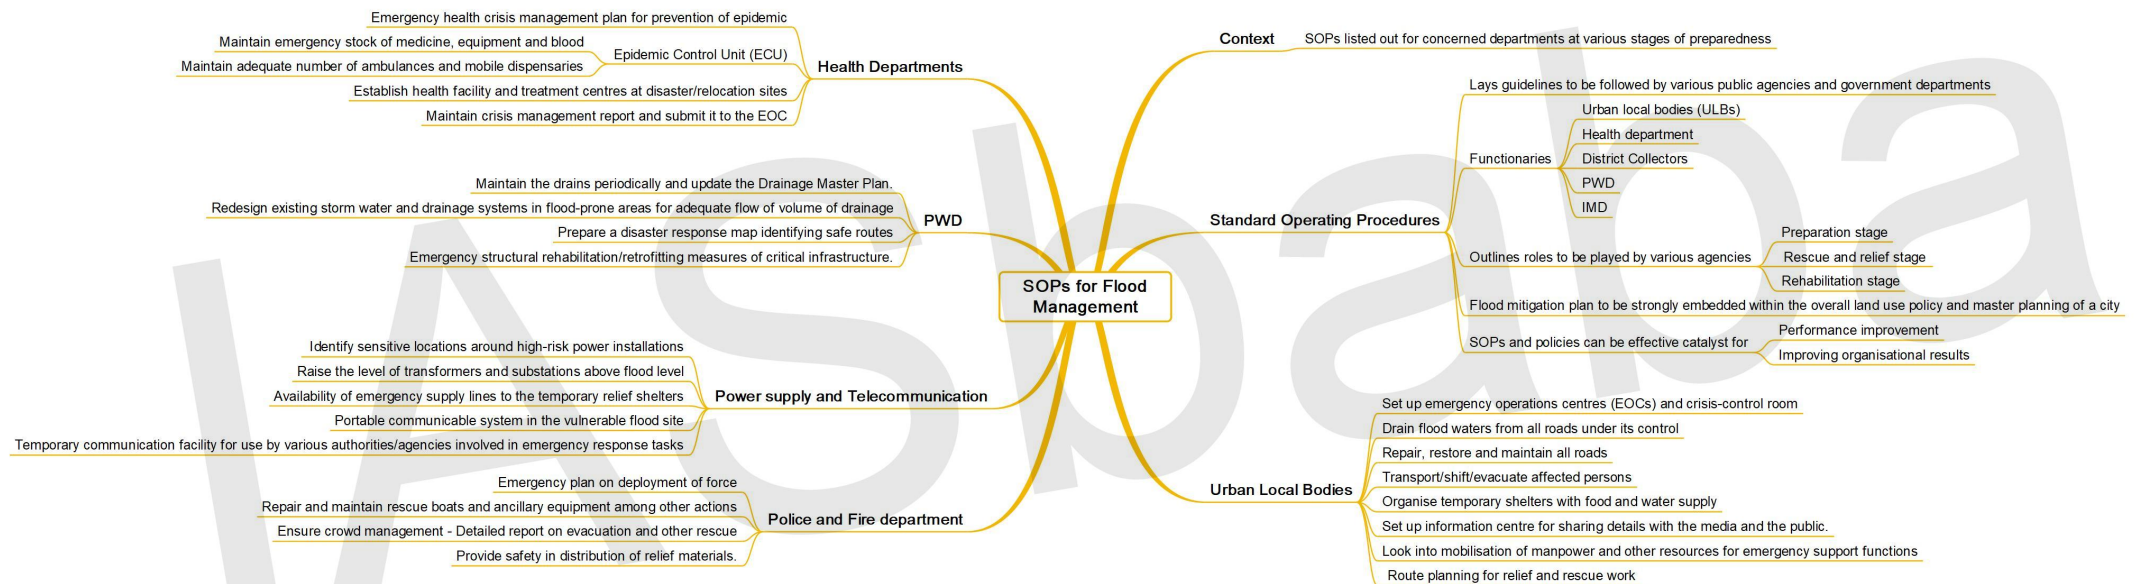 SOPs for Flood
Management
Context
SOPs listed out for concerned departments at various stages of preparedness
Standard Operating Procedures
Lays guidelines to be followed by various public agencies and government departments
Functionaries
Urban local bodies (ULBs)
Health department
District Collectors
PWD
IMD
Outlines roles to be played by various agencies
Preparation stage
Rescue and relief stage
Rehabilitation stage
Flood mitigation plan to be strongly embedded within the overall land use policy and master planning of a city
SOPs and policies can be effective catalyst for
Performance improvement
Improving organisational results
Urban Local Bodies
Set up emergency operations centres (EOCs) and crisis-control room
Drain flood waters from all roads under its control
Repair, restore and maintain all roads
Transport/shift/evacuate affected persons
Organise temporary shelters with food and water supply
Set up information centre for sharing details with the media and the public.
Look into mobilisation of manpower and other resources for emergency support functions
Route planning for relief and rescue work
Health Departments
Emergency health crisis management plan for prevention of epidemic
Epidemic Control Unit (ECU)
Maintain emergency stock of medicine, equipment and blood
Maintain adequate number of ambulances and mobile dispensaries
Establish health facility and treatment centres at disaster/relocation sites
Maintain crisis management report and submit it to the EOC
PWD
Maintain the drains periodically and update the Drainage Master Plan.
Redesign existing storm water and drainage systems in flood-prone areas for adequate flow of volume of drainage
Prepare a disaster response map identifying safe routes
Emergency structural rehabilitation/retrofitting measures of critical infrastructure.
Power supply and Telecommunication
Identify sensitive locations around high-risk power installations
Raise the level of transformers and substations above flood level
Availability of emergency supply lines to the temporary relief shelters
Portable communicable system in the vulnerable flood site
Temporary communication facility for use by various authorities/agencies involved in emergency response tasks
Police and Fire department
Emergency plan on deployment of force
Repair and maintain rescue boats and ancillary equipment among other actions
Ensure crowd management - Detailed report on evacuation and other rescue
Provide safety in distribution of relief materials.
IASbaba